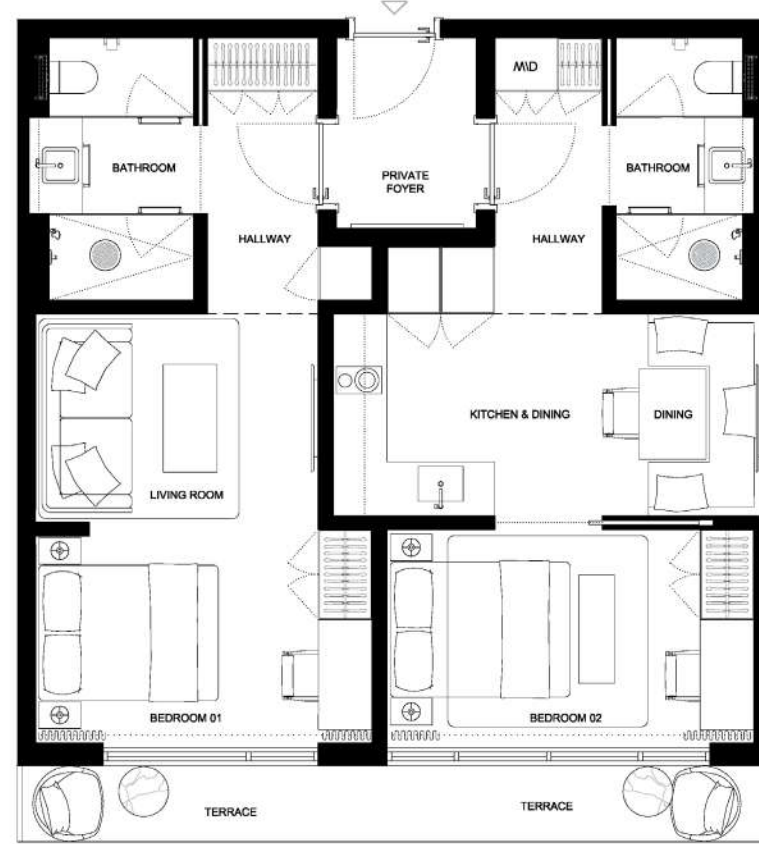 M\D
BATHROOM
PRIVATE
FOYER
BATHROOM
HALLWAY
HALLWAY
KITCHEN & DINING
DINING
LIVING ROOM
BEDROOM 01
BEDROOM 02
TERRACE
TERRACE